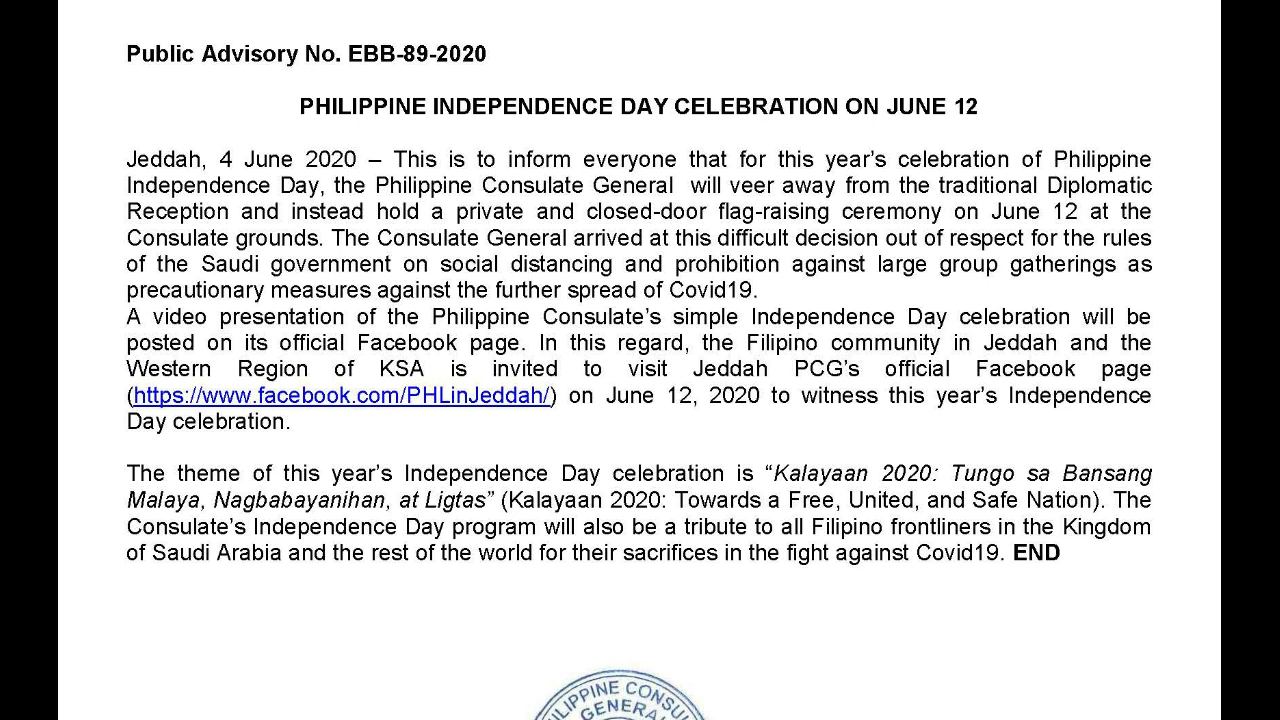 Public Advisory No. EBB-89-2020
PHILIPPINE INDEPENDENCE DAY CELEBRATION ON JUNE 12
Jeddah, 4 June 2020 – This is to inform everyone that for this year’s celebration of Philippine
Independence Day, the Philippine Consulate General will veer away from the traditional Diplomatic
Reception and instead hold a private and closed-door flag-raising ceremony on June 12 at the
Consulate grounds. The Consulate General arrived at this difficult decision out of respect for the rules
of the Saudi government on social distancing and prohibition against large group gatherings as
precautionary measures against the further spread of Covid19.
A video presentation of the Philippine Consulate’s simple Independence Day celebration will be
posted on its official Facebook page. In this regard, the Filipino community in Jeddah and the
Western Region of KSA is invited to visit Jeddah PCG’s official Facebook page
(https://www.facebook.com/PHLinJeddah/) on June 12, 2020 to witness this year’s Independence
Day celebration.
The theme of this year’s Independence Day celebration is “Kalayaan 2020: Tungo sa Bansang
Malaya, Nagbabayanihan, at Ligtas” (Kalayaan 2020: Towards a Free, United, and Safe Nation). The
Consulate’s Independence Day program will also be a tribute to all Filipino frontliners in the Kingdom
of Saudi Arabia and the rest of the world for their sacrifices in the fight against Covid19. END
GENERAL